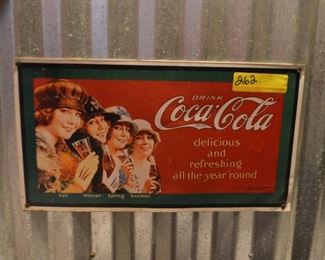 262
DRINK
Coca-Cola
delicious
and
refreshing
all the year 'round
Fall Winter Spring Summer